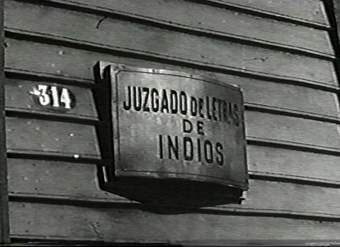 314
JUZGADO DE LETRAS
DE
INDIOS